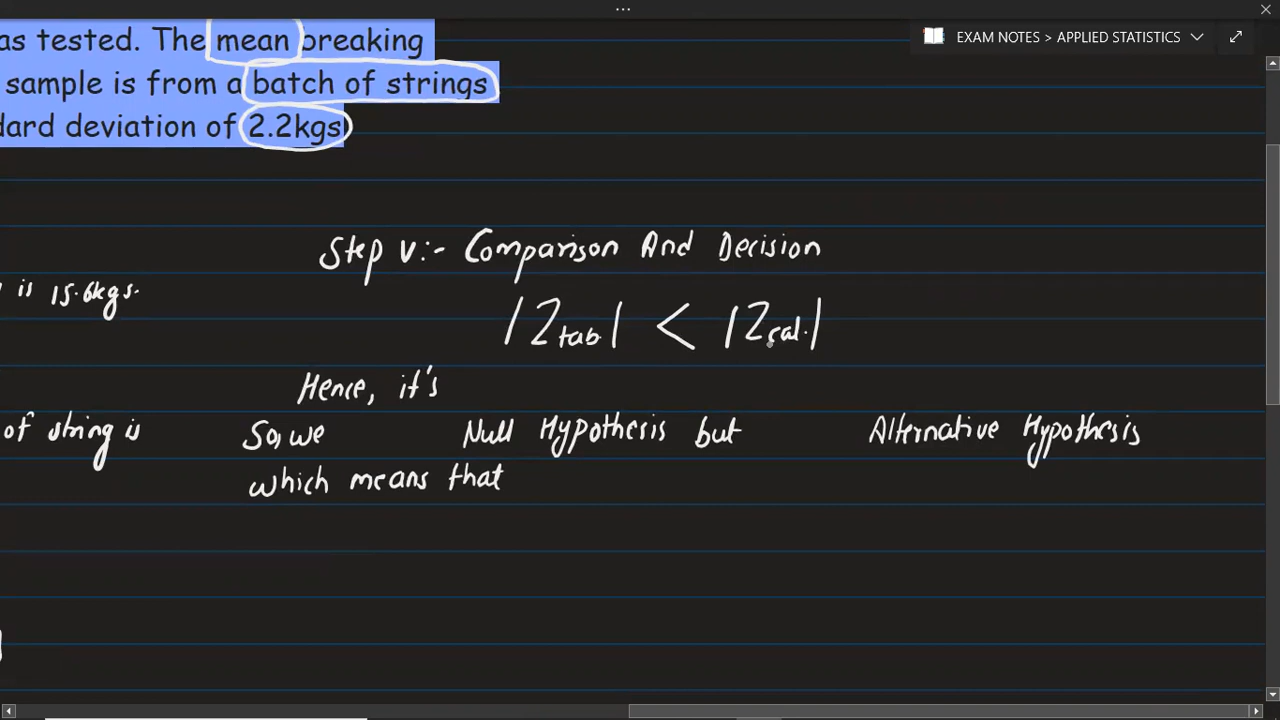 ...
EXAM NOTES > APPLIED STATISTICS
as tested. The mean breaking
sample is from a batch of strings
dard deviation of 2.2kgs
Step V:- Comparison And Decision
is 15.6kgs.
|Ztab.| < |Zcal.|
Hence, it's
of string is
So, we Null Hypothesis but Alternative Hypothesis
which means that